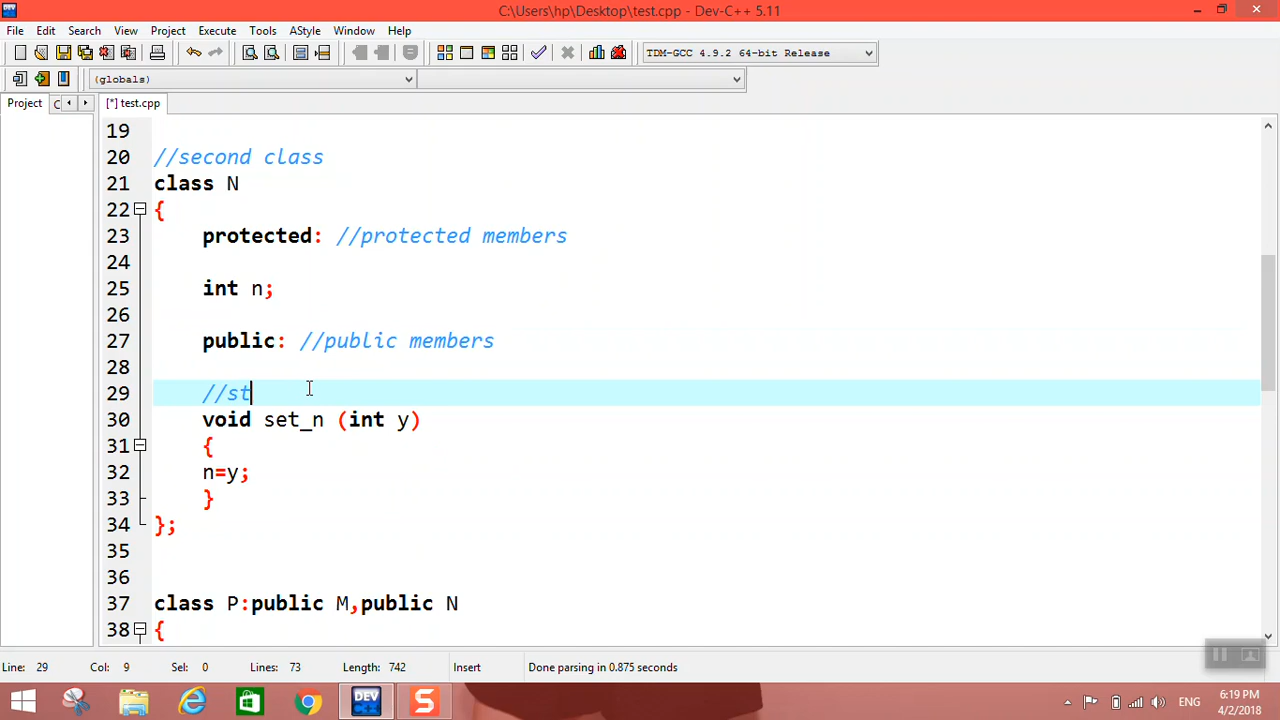 C:\Users\hp\Desktop\test.cpp - Dev-C++ 5.11
File Edit Search View Project Execute Tools AStyle Window Help
TDM-GCC 4.9.2 64-bit Release
(globals)
Project C [*] test.cpp
19
20 //second class
21 class N
22 {
23 protected: //protected members
24
25 int n;
26
27 public: //public members
28
29 //st
30 void set_n (int y)
31 {
32 n=y;
33 }
34 };
35
36
37 class P:public M,public N
38 {
Line: 29 Col: 9 Sel: 0 Lines: 73 Length: 742 Insert Done parsing in 0.875 seconds
DEV S ENG 6:19 PM
4/2/2018